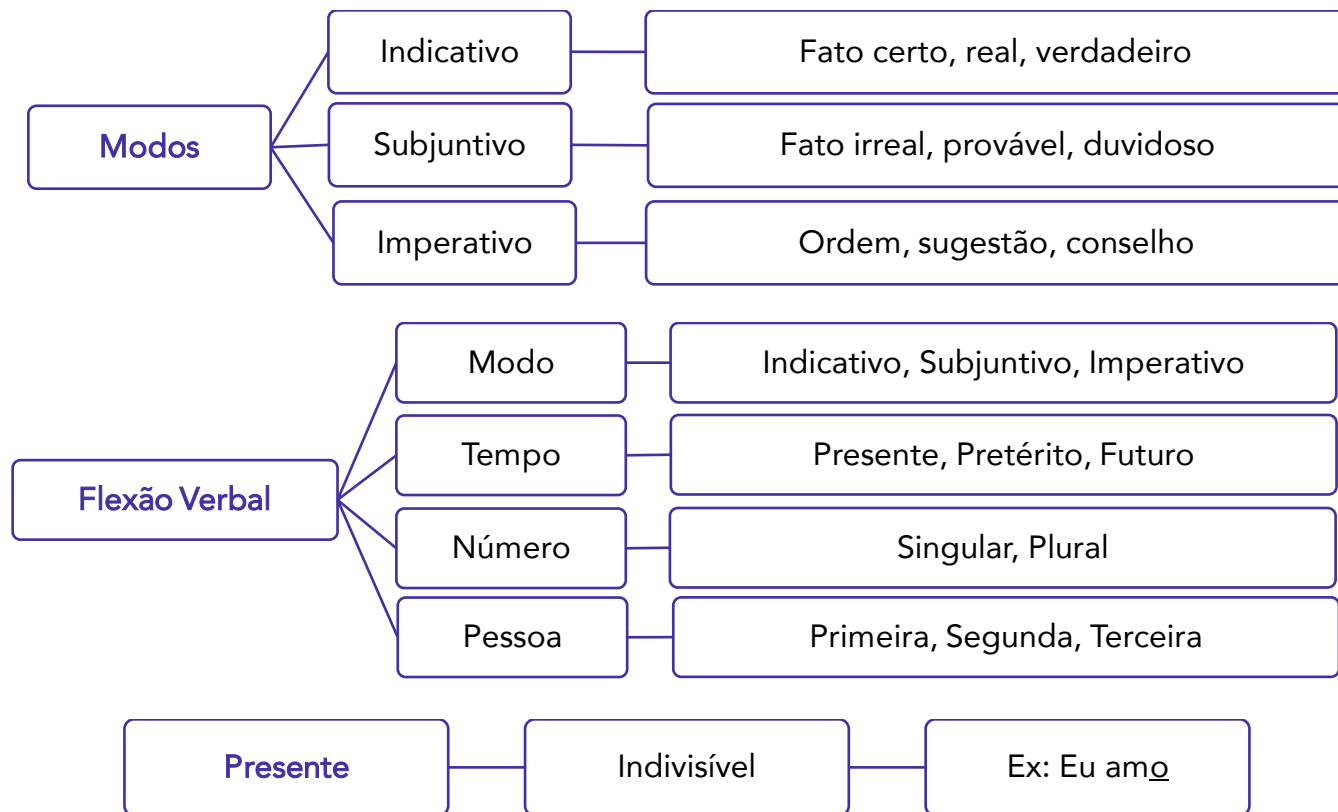 Indicativo
Fato certo, real, verdadeiro
Modos
Subjuntivo
Fato irreal, provável, duvidoso
Imperativo
Ordem, sugestão, conselho
Modo
Indicativo, Subjuntivo, Imperativo
Tempo
Presente, Pretérito, Futuro
Flexão Verbal
Número
Singular, Plural
Pessoa
Primeira, Segunda, Terceira
Presente
Indivisível
Ex: Eu amo